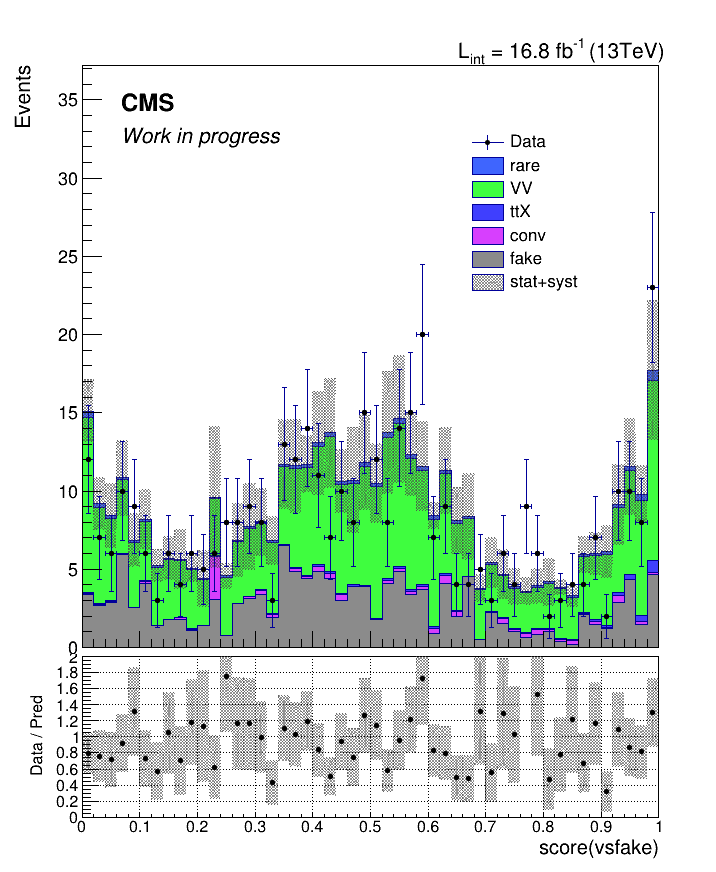 L_int = 16.8 fb^-1 (13TeV)
Events
CMS
Work in progress
Data
rare
VV
ttX
conv
fake
stat+syst
35
30
25
20
15
10
5
0
Data / Pred
2
1.8
1.6
1.4
1.2
1
0.8
0.6
0.4
0.2
0
0 0.1 0.2 0.3 0.4 0.5 0.6 0.7 0.8 0.9 1
score(vsfake)